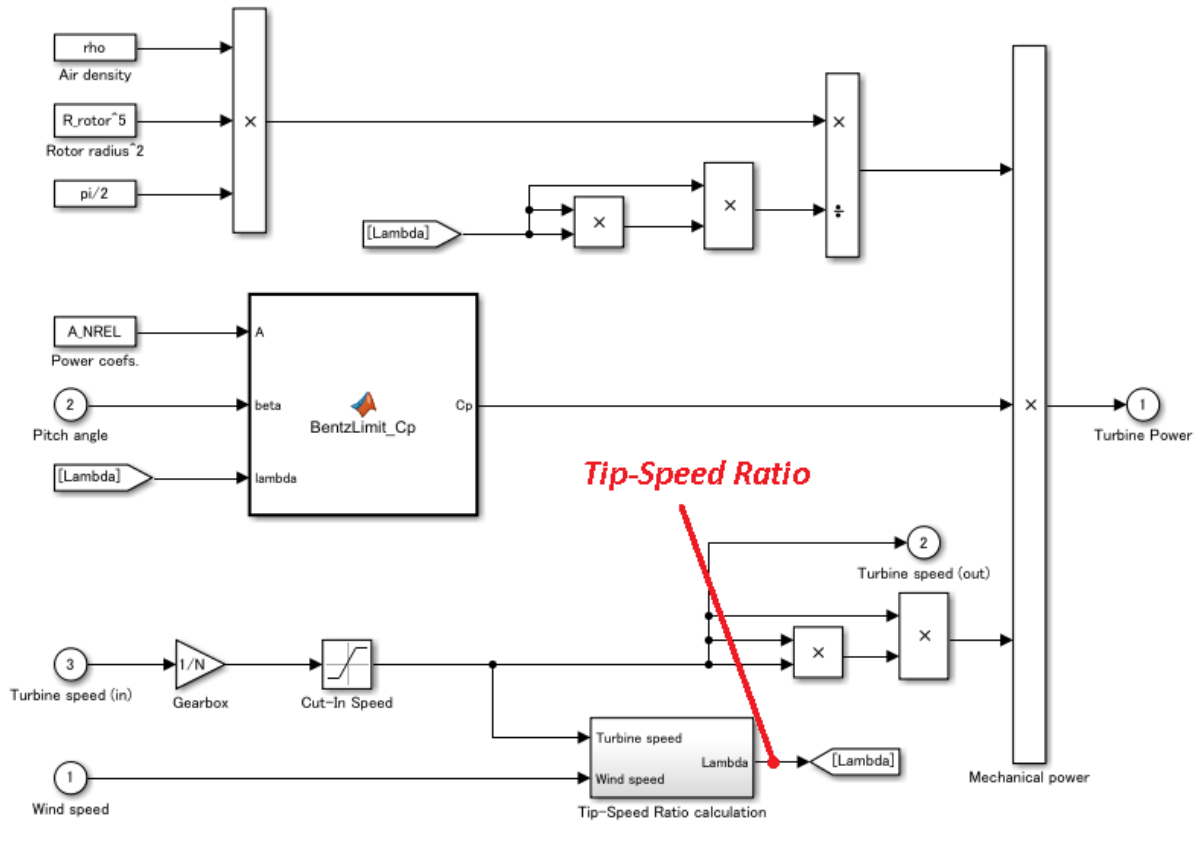 rho
Air density
R_rotor^5
Rotor radius^2
pi/2
×
×
÷
[Lambda]
×
×
A_NREL
Power coefs.
2
Pitch angle
[Lambda]
A
beta
lambda
BentzLimit_Cp
Cp
×
Mechanical power
1
Turbine Power
Tip-Speed Ratio
2
Turbine speed (out)
×
×
3
Turbine speed (in)
1/N
Gearbox
Cut-In Speed
1
Wind speed
Turbine speed
Wind speed
Lambda
Tip-Speed Ratio calculation
[Lambda]